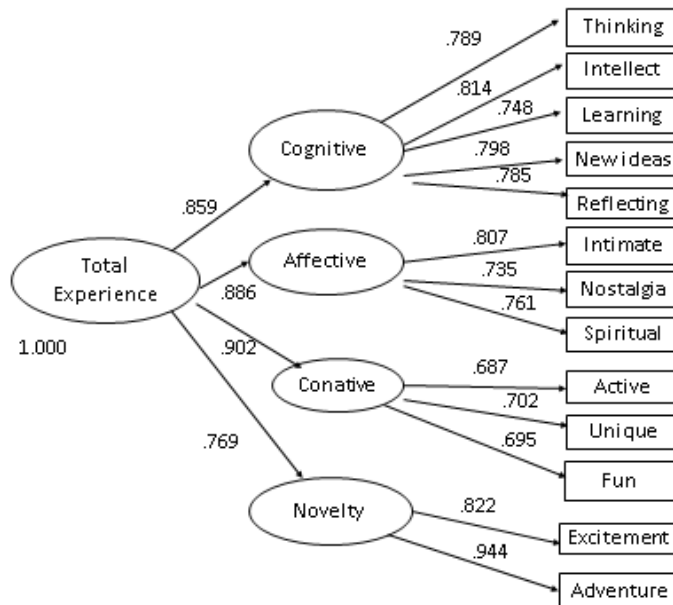 Thinking
.789
Intellect
.814
Learning
.748
Cognitive
.798
New ideas
.785
Reflecting
.859
.807
Intimate
Total
Experience
Affective
.735
Nostalgia
.886
.761
Spiritual
1.000
.902
.687
Active
Conative
.702
Unique
.769
.695
Fun
Novelty
.822
Excitement
.944
Adventure